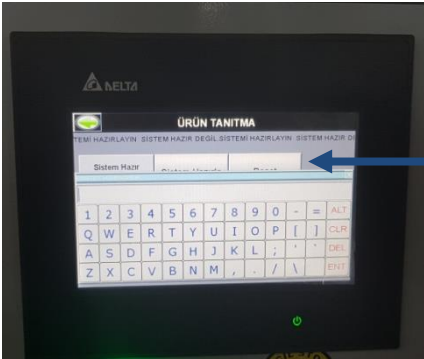 DELTA
ÜRÜN TANITMA
TEMİ HAZIRLAYIN SİSTEM HAZIR DEĞİL.SİSTEMİ HAZIRLAYIN SİSTEM HAZIR Dİ
Sistem Hazır
1 2 3 4 5 6 7 8 9 0 - = ALT
Q W E R T Y U I O P [ ] CLR
A S D F G H J K L ; ' ` DEL
Z X C V B N M , . / \ ENT